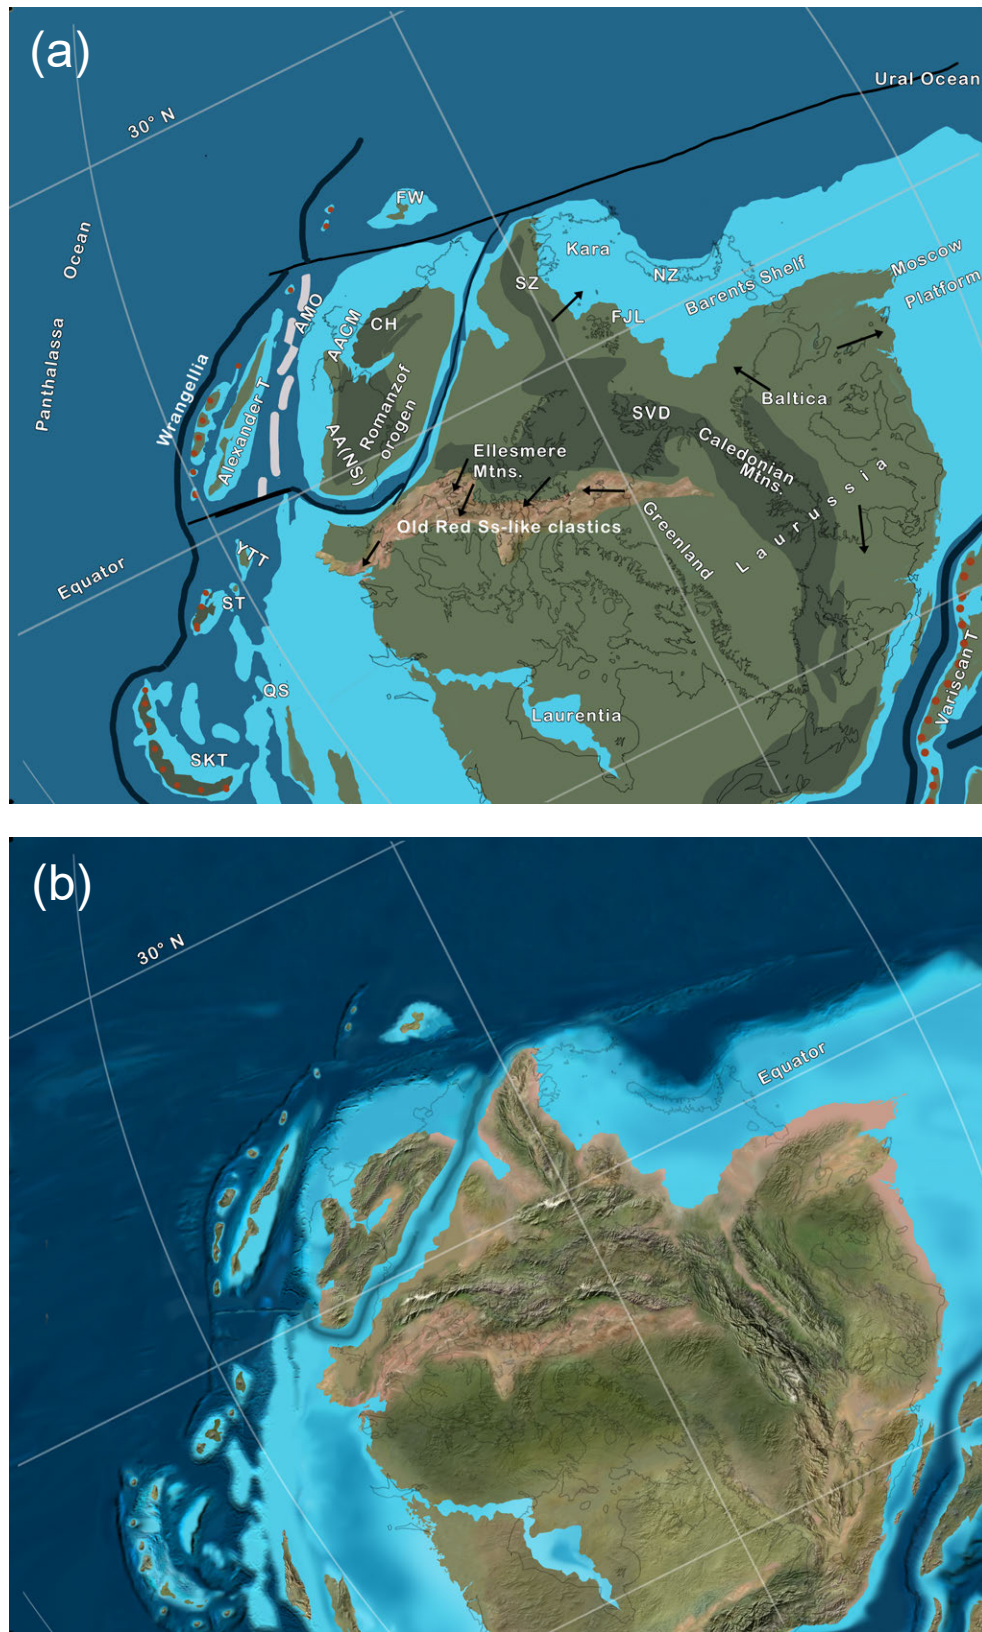 (a)
Ural Ocean
30° N
FW
Ocean
Panthalassa
Kara
NZ
Moscow
Platform
Barents Shelf
SZ
FJL
AMO
AACM
CH
Wrangellia
Alexander T
Romanzof
orogen
AA(NS)
Baltica
SVD
Caledonian
Mtns.
Ellesmere
Mtns.
Laurussia
Old Red Ss-like clastics
Greenland
YTT
Equator
ST
QS
Laurentia
Variscan T
SKT
(b)
30° N
Equator